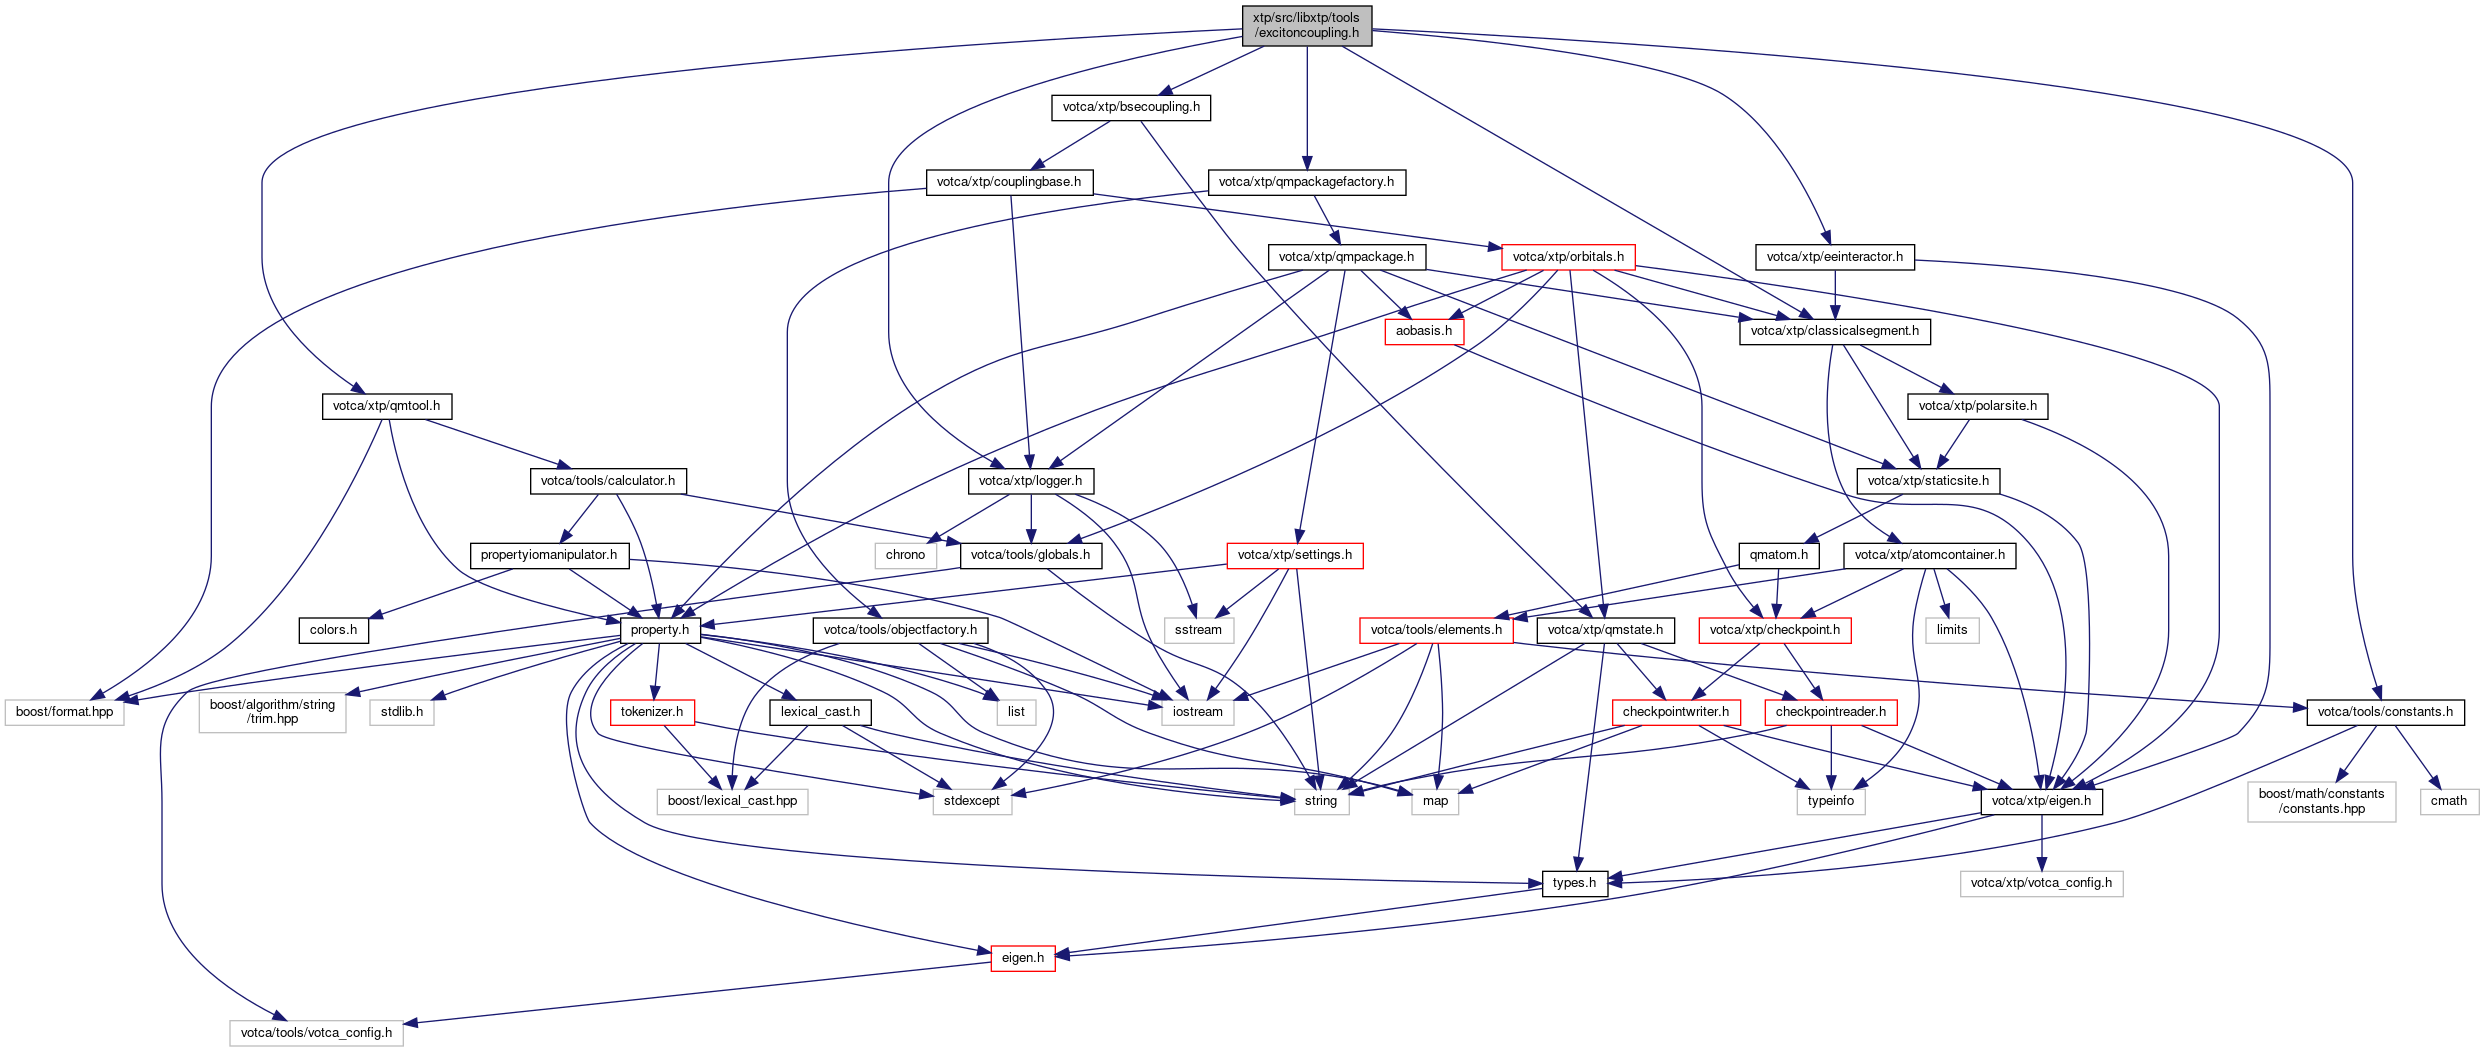 xtp/src/libxtp/tools
/excitoncoupling.h
votca/xtp/bsecoupling.h
votca/xtp/couplingbase.h
votca/xtp/qmpackagefactory.h
votca/xtp/qmpackage.h
votca/xtp/orbitals.h
votca/xtp/eeinteractor.h
aobasis.h
votca/xtp/classicalsegment.h
votca/xtp/qmtool.h
votca/xtp/polarsite.h
votca/tools/calculator.h
votca/xtp/logger.h
votca/xtp/staticsite.h
propertyiomanipulator.h
chrono
votca/tools/globals.h
votca/xtp/settings.h
qmatom.h
votca/xtp/atomcontainer.h
colors.h
property.h
votca/tools/objectfactory.h
sstream
votca/tools/elements.h
votca/xtp/qmstate.h
votca/xtp/checkpoint.h
limits
boost/format.hpp
boost/algorithm/string
/trim.hpp
stdlib.h
tokenizer.h
lexical_cast.h
list
iostream
checkpointwriter.h
checkpointreader.h
votca/tools/constants.h
boost/lexical_cast.hpp
stdexcept
string
map
typeinfo
votca/xtp/eigen.h
boost/math/constants
/constants.hpp
cmath
types.h
votca/xtp/votca_config.h
eigen.h
votca/tools/votca_config.h